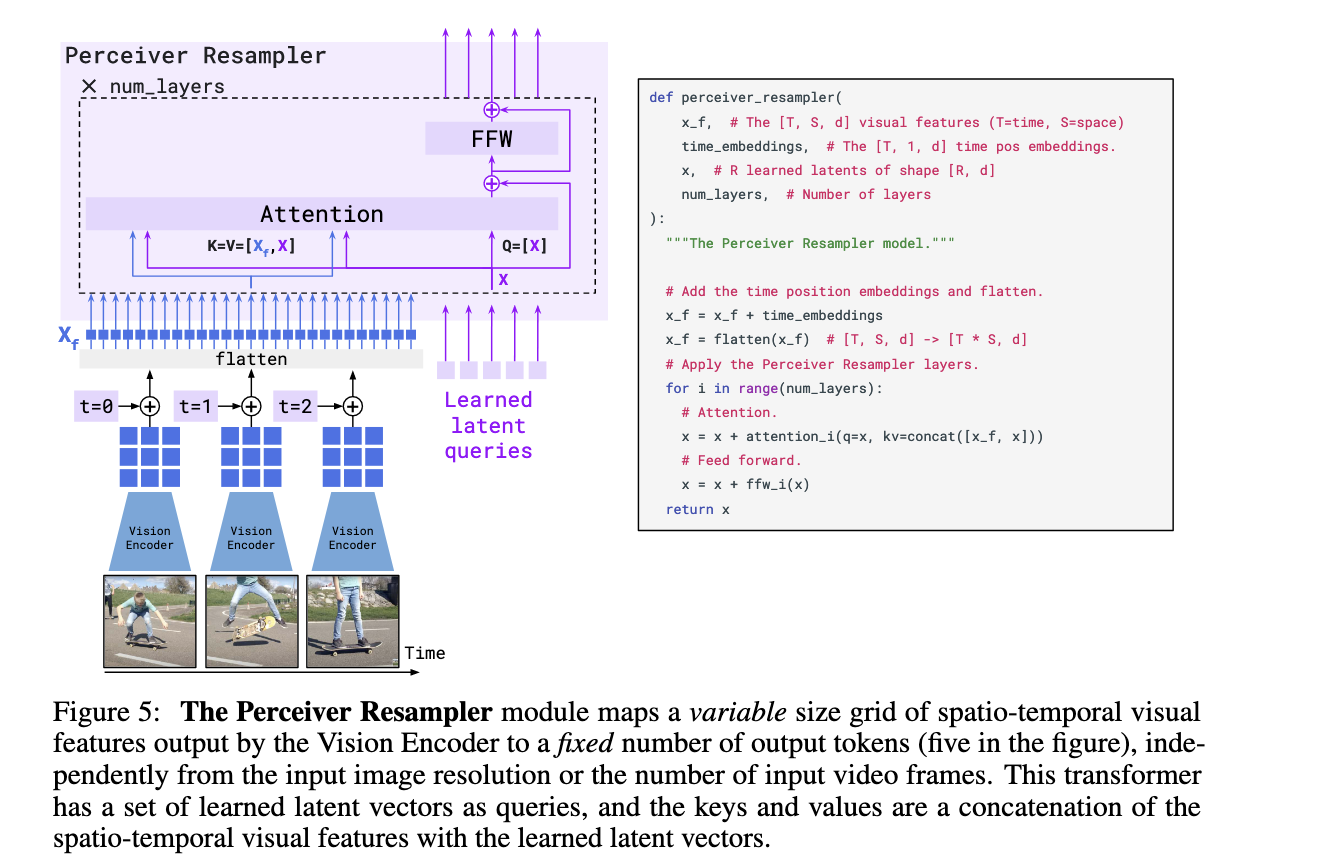 Perceiver Resampler
× num_layers
FFW
Attention
K=V=[Xf,X]
Q=[X]
X
Xf
flatten
t=0
t=1
t=2
Learned
latent
queries
Vision
Encoder
Vision
Encoder
Vision
Encoder
Time
def perceiver_resampler(
x_f,  # The [T, S, d] visual features (T=time, S=space)
time_embeddings,  # The [T, 1, d] time pos embeddings.
x,  # R learned latents of shape [R, d]
num_layers,  # Number of layers
):
"""The Perceiver Resampler model."""
# Add the time position embeddings and flatten.
x_f = x_f + time_embeddings
x_f = flatten(x_f)  # [T, S, d] -> [T * S, d]
# Apply the Perceiver Resampler layers.
for i in range(num_layers):
# Attention.
x = x + attention_i(q=x, kv=concat([x_f, x]))
# Feed forward.
x = x + ffw_i(x)
return x
Figure 5: The Perceiver Resampler module maps a variable size grid of spatio-temporal visual
features output by the Vision Encoder to a fixed number of output tokens (five in the figure), inde-
pendently from the input image resolution or the number of input video frames. This transformer
has a set of learned latent vectors as queries, and the keys and values are a concatenation of the
spatio-temporal visual features with the learned latent vectors.